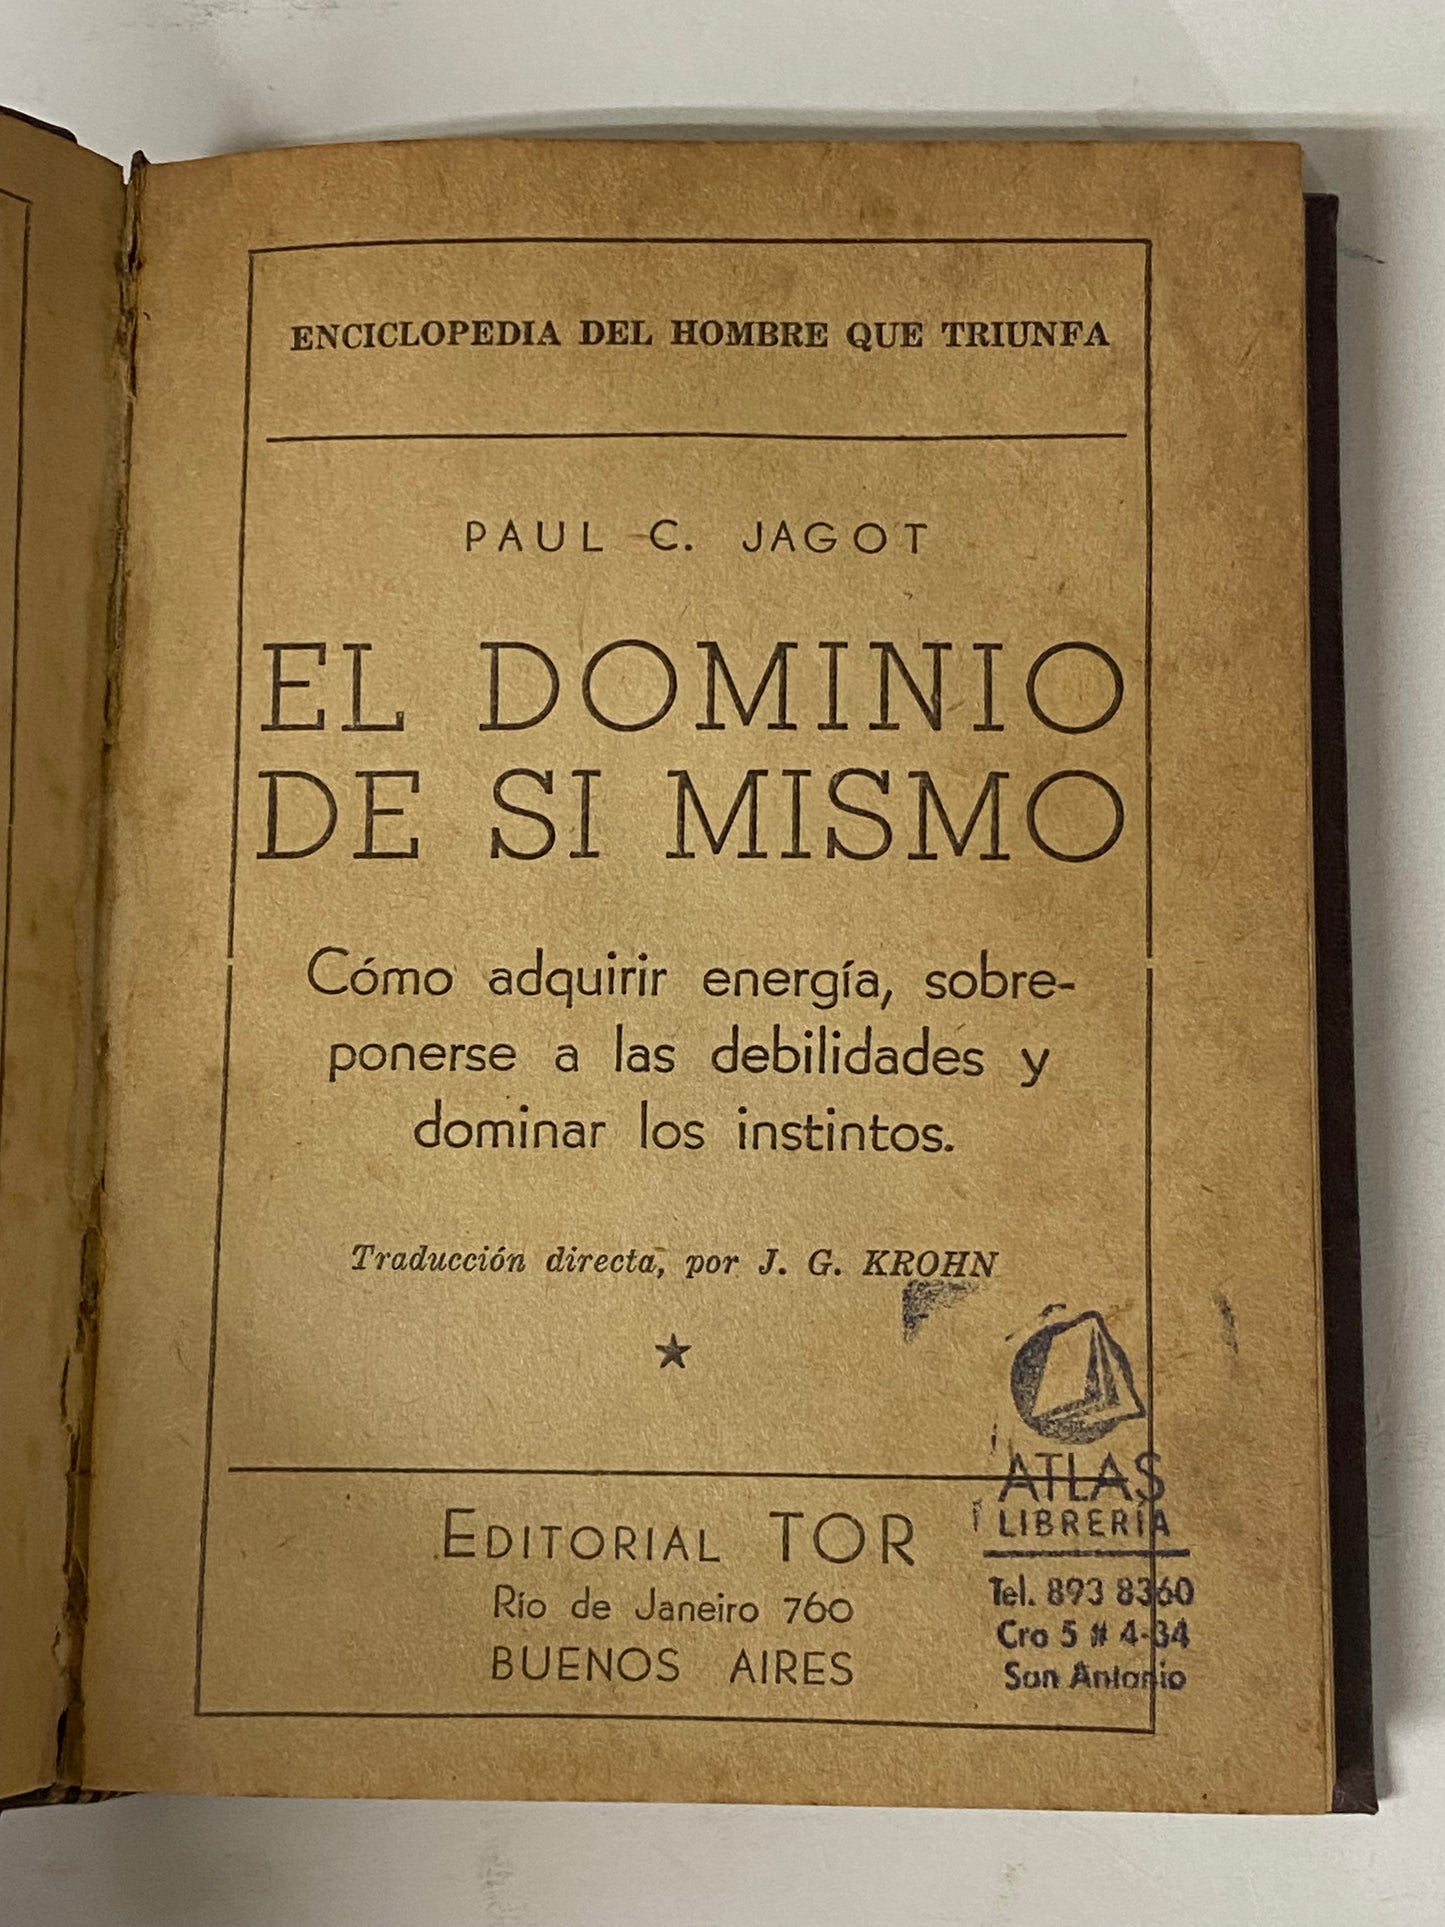 ENCICLOPEDIA DEL HOMBRE QUE TRIUNFA
PAUL C. JAGOT
EL DOMINIO
DE SI MISMO
Cómo adquirir energía, sobre-
ponerse a las debilidades y
dominar los instintos.
Traducción directa, por J. G. KROHN
EDITORIAL TOR
Río de Janeiro 760
BUENOS AIRES
ATLAS
LIBRERÍA
Tel. 893 8360
Cra 5 # 4-34
San Antonio